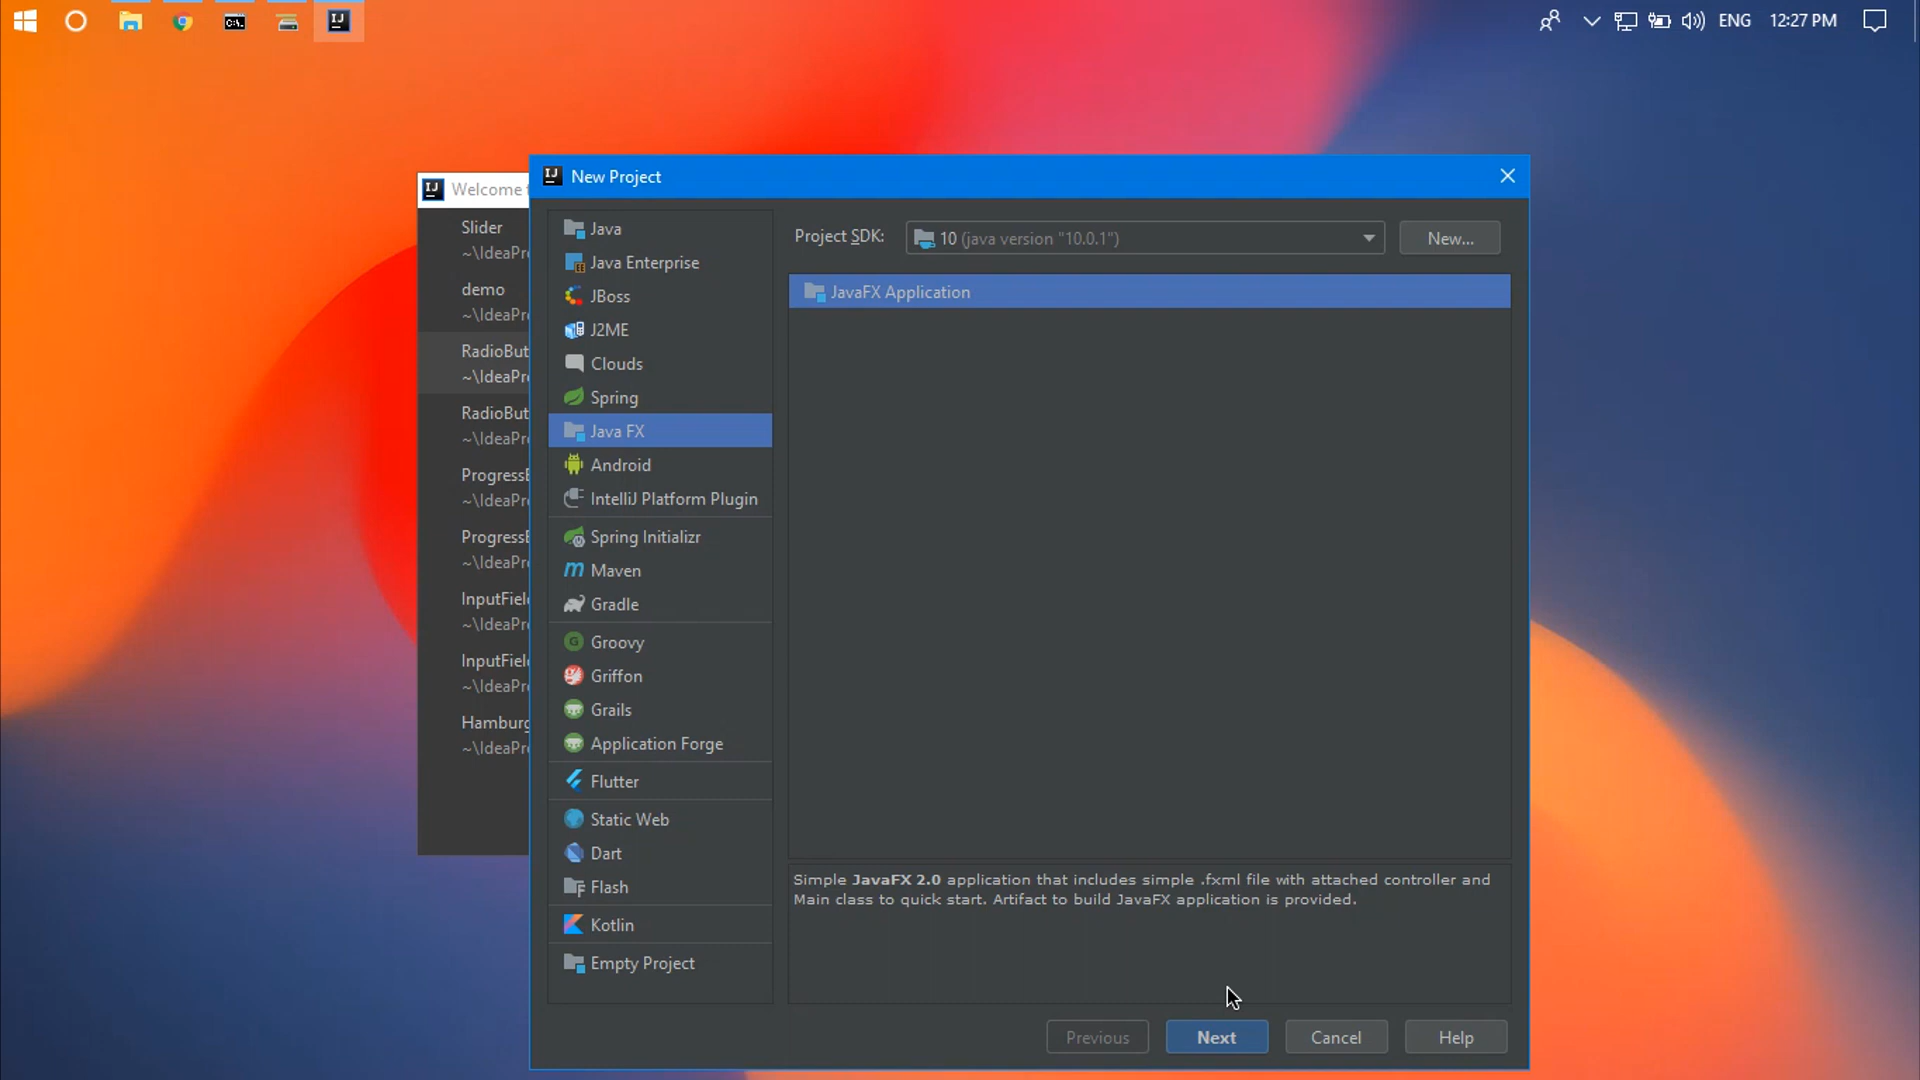 ENG 12:27 PM
New Project
Welcome
Slider
~\IdeaPr
demo
~\IdeaPr
RadioBut
~\IdeaPr
RadioBut
~\IdeaPr
Progress
~\IdeaPr
Progress
~\IdeaPr
InputFiel
~\IdeaPr
InputFiel
~\IdeaPr
Hamburg
~\IdeaPr
Java
Java Enterprise
JBoss
J2ME
Clouds
Spring
Java FX
Android
IntelliJ Platform Plugin
Spring Initializr
Maven
Gradle
Groovy
Griffon
Grails
Application Forge
Flutter
Static Web
Dart
Flash
Kotlin
Empty Project
Project SDK: 10 (java version "10.0.1") New...
JavaFX Application
Simple JavaFX 2.0 application that includes simple .fxml file with attached controller and
Main class to quick start. Artifact to build JavaFX application is provided.
Previous Next Cancel Help